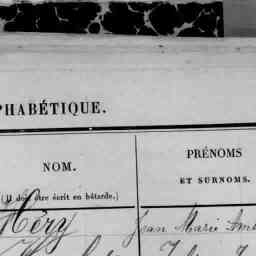 PHABÉTIQUE.
NOM.
(Il doit être écrit en bâtarde.)
PRÉNOMS
ET SURNOMS.
Héry
Jean Marie